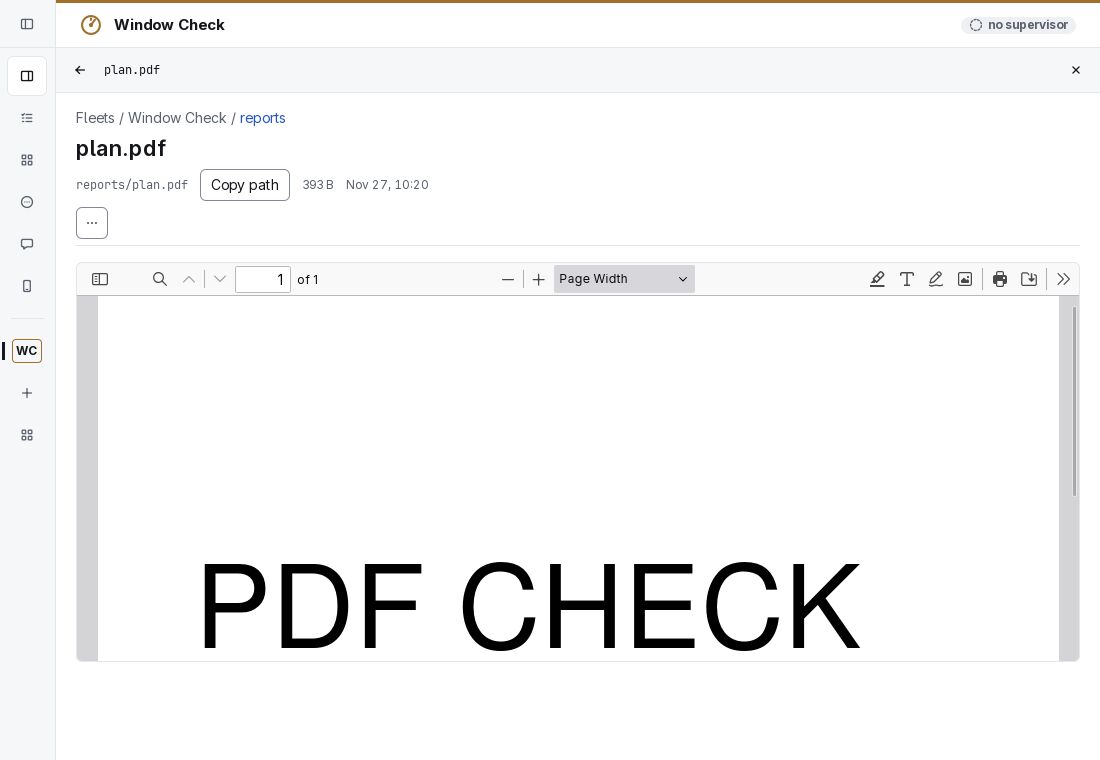 Window Check
no supervisor
plan.pdf
Fleets / Window Check / reports
plan.pdf
reports/plan.pdf Copy path 393 B Nov 27, 10:20
...
1 of 1 Page Width
WC
PDF CHECK